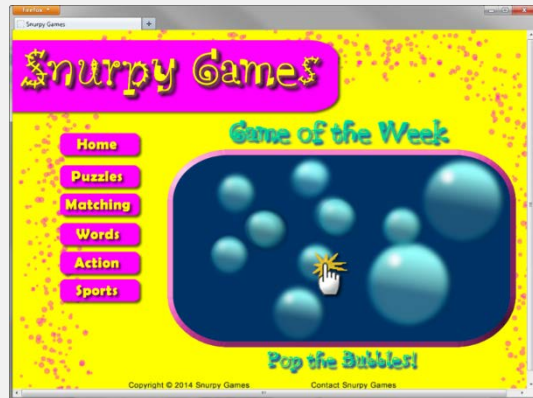 Firefox
Snurpy Games
Snurpy Games
Game of the Week
Home
Puzzles
Matching
Words
Action
Sports
Pop the Bubbles!
Copyright © 2014 Snurpy Games
Contact Snurpy Games